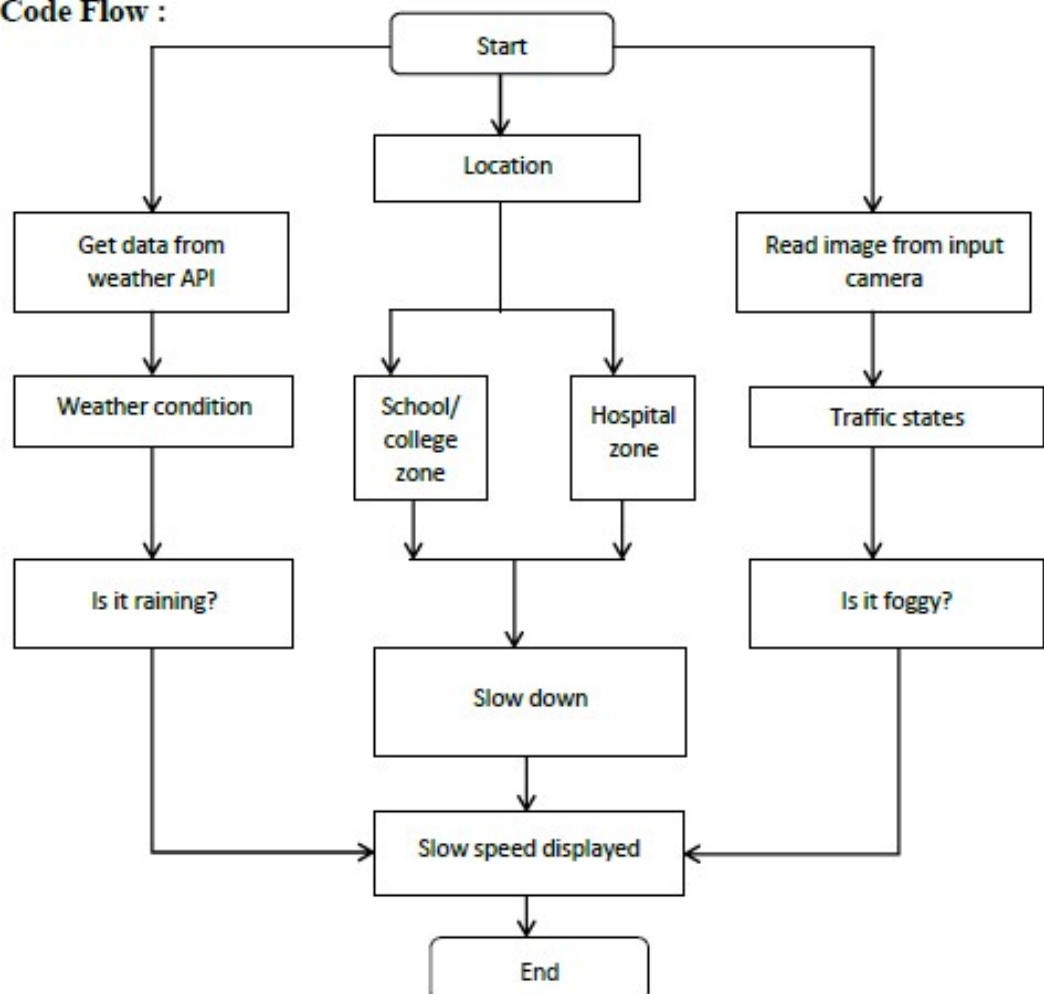 Code Flow :
Start
Location
Get data from
weather API
Read image from input
camera
Weather condition
School/
college
zone
Hospital
zone
Traffic states
Is it raining?
Is it foggy?
Slow down
Slow speed displayed
End